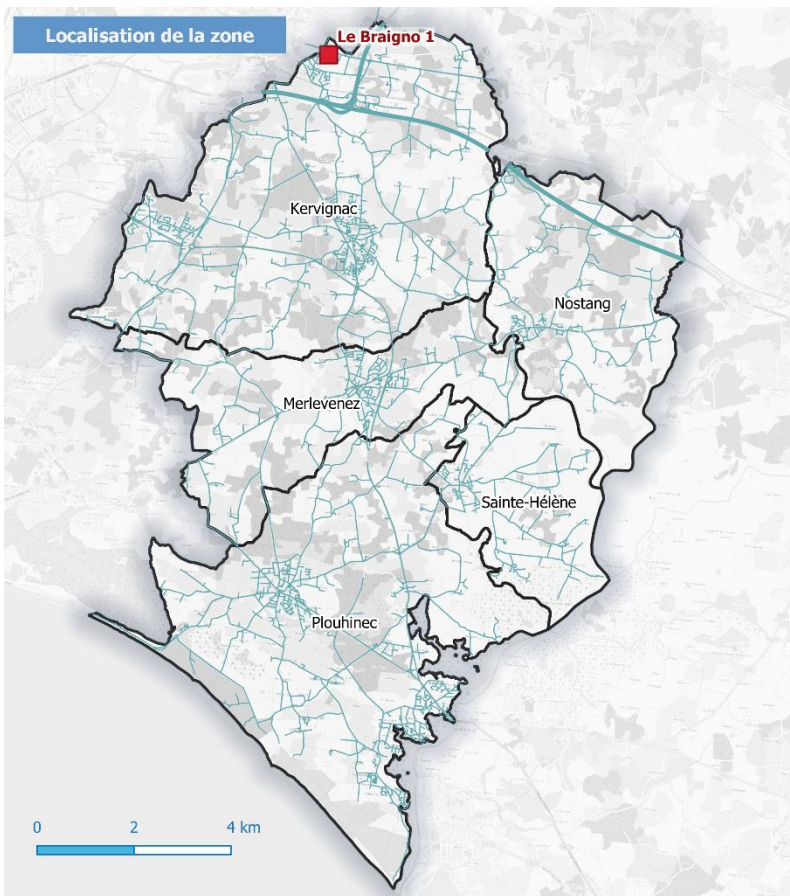 Localisation de la zone
Le Braigno 1
Kervignac
Nostang
Merlevenez
Sainte-Hélène
Plouhinec
0 2 4 km